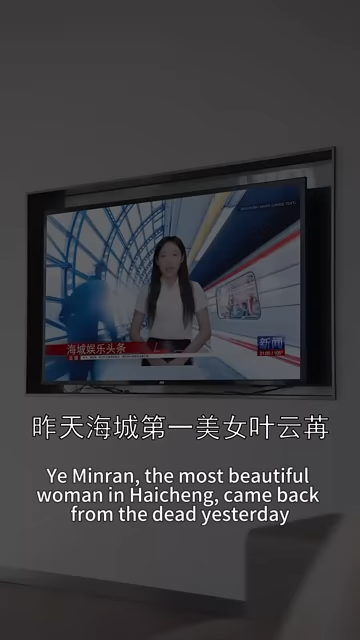 海城娱乐头条
新闻
昨天海城第一美女叶云苒
Ye Minran, the most beautiful
woman in Haicheng, came back
from the dead yesterday